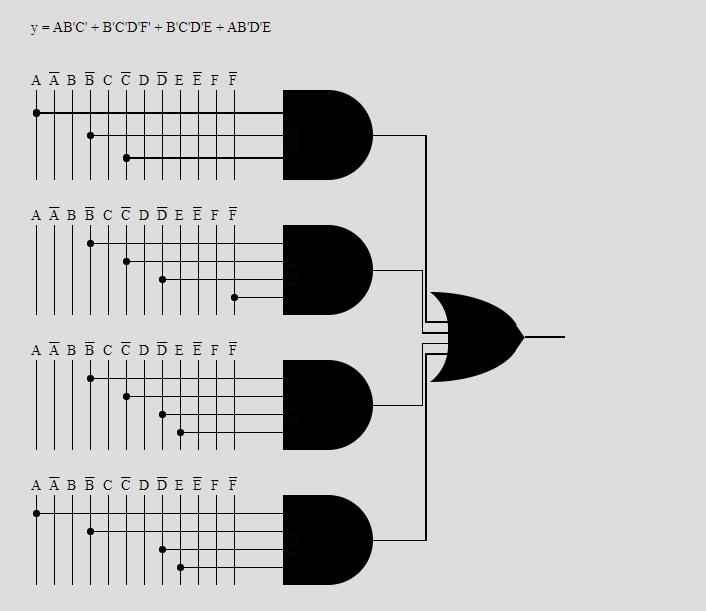 y = AB'C' + B'C'D'F' + B'C'D'E + AB'D'E
A A̅ B B̅ C C̅ D D̅ E E̅ F F̅
A A̅ B B̅ C C̅ D D̅ E E̅ F F̅
A A̅ B B̅ C C̅ D D̅ E E̅ F F̅
A A̅ B B̅ C C̅ D D̅ E E̅ F F̅